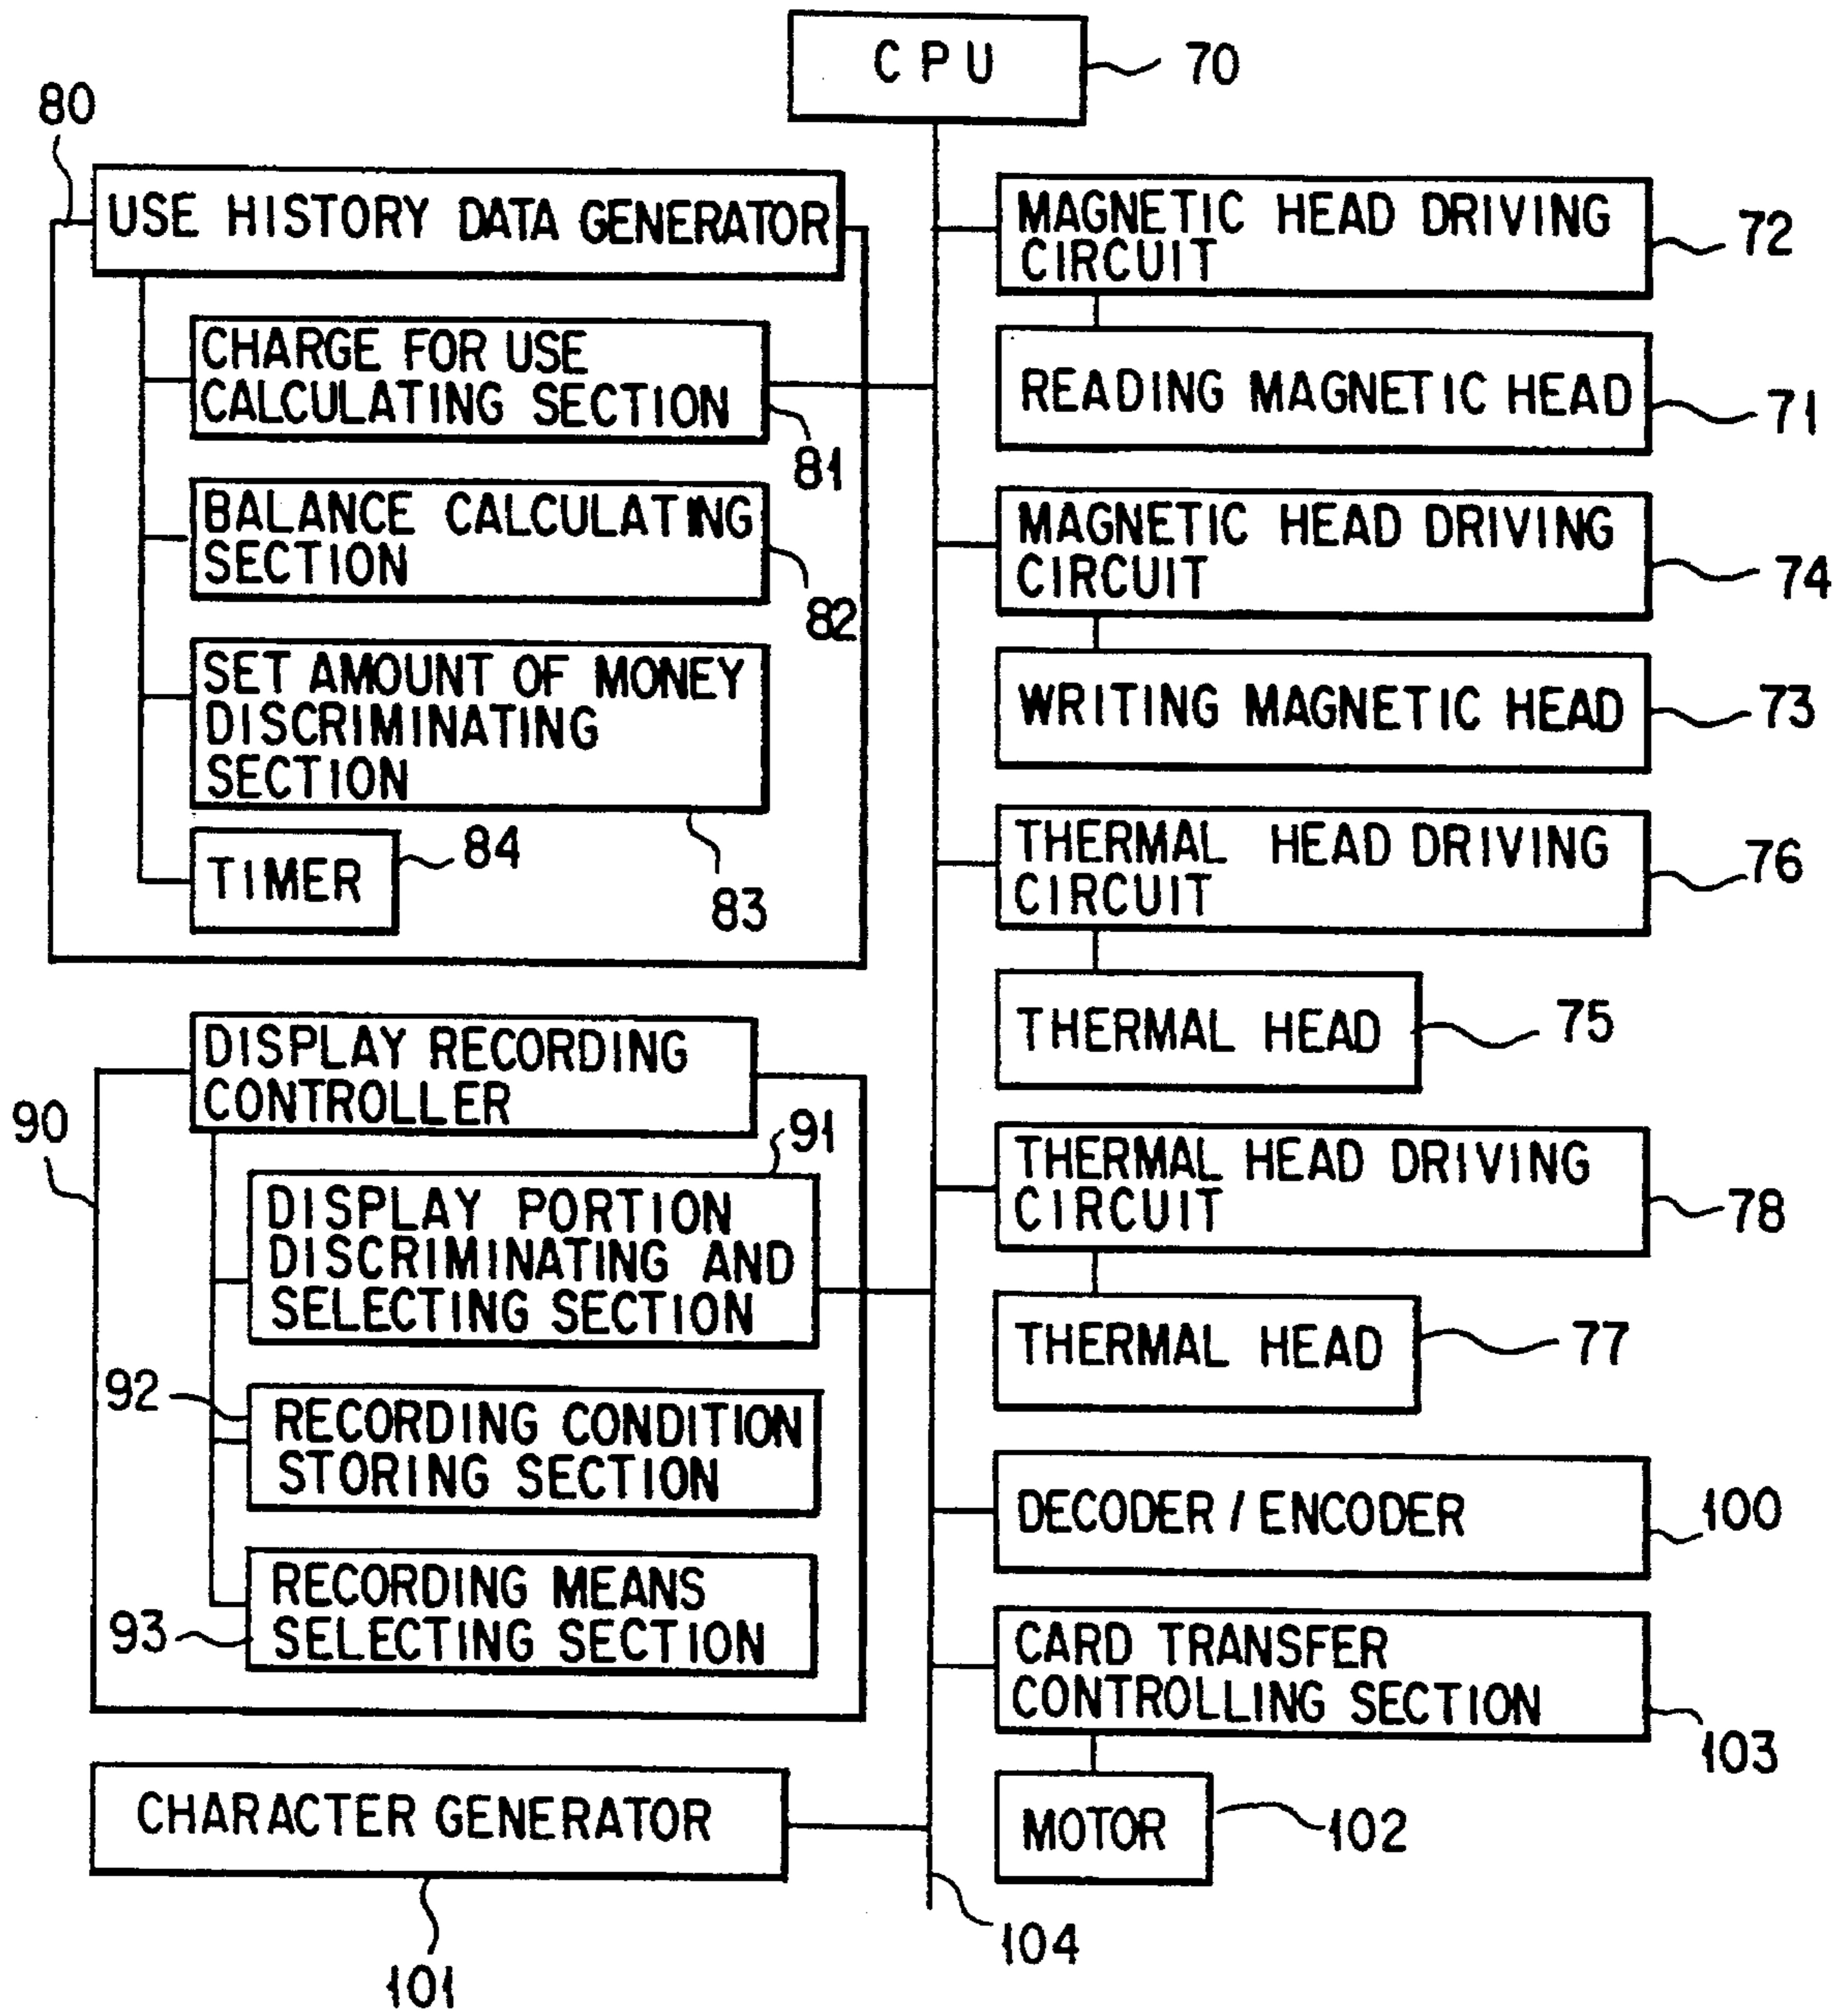 CPU
70
80
USE HISTORY DATA GENERATOR
CHARGE FOR USE
CALCULATING SECTION
81
BALANCE CALCULATING
SECTION
82
SET AMOUNT OF MONEY
DISCRIMINATING
SECTION
83
TIMER
84
DISPLAY RECORDING
CONTROLLER
90
91
DISPLAY PORTION
DISCRIMINATING AND
SELECTING SECTION
92
RECORDING CONDITION
STORING SECTION
93
RECORDING MEANS
SELECTING SECTION
CHARACTER GENERATOR
101
MAGNETIC HEAD DRIVING
CIRCUIT
72
READING MAGNETIC HEAD
71
MAGNETIC HEAD DRIVING
CIRCUIT
74
WRITING MAGNETIC HEAD
73
THERMAL HEAD DRIVING
CIRCUIT
76
THERMAL HEAD
75
THERMAL HEAD DRIVING
CIRCUIT
78
THERMAL HEAD
77
DECODER / ENCODER
100
CARD TRANSFER
CONTROLLING SECTION
103
MOTOR
102
104